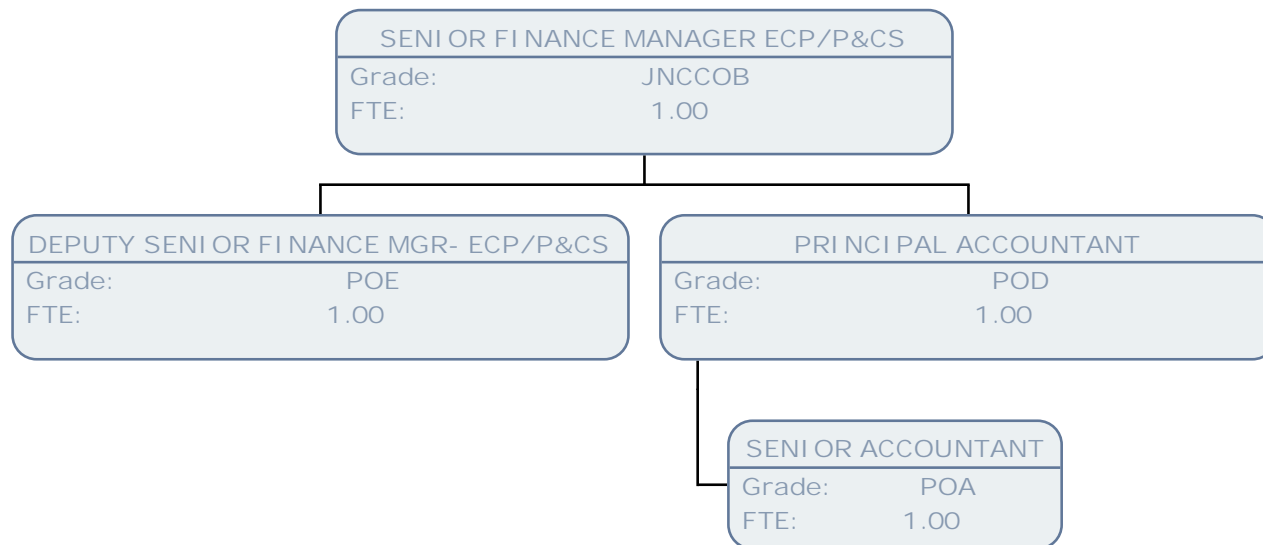 SENIOR FINANCE MANAGER ECP/P&CS
Grade: JNCCOB
FTE: 1.00
DEPUTY SENIOR FINANCE MGR- ECP/P&CS
Grade: POE
FTE: 1.00
PRINCIPAL ACCOUNTANT
Grade: POD
FTE: 1.00
SENIOR ACCOUNTANT
Grade: POA
FTE: 1.00